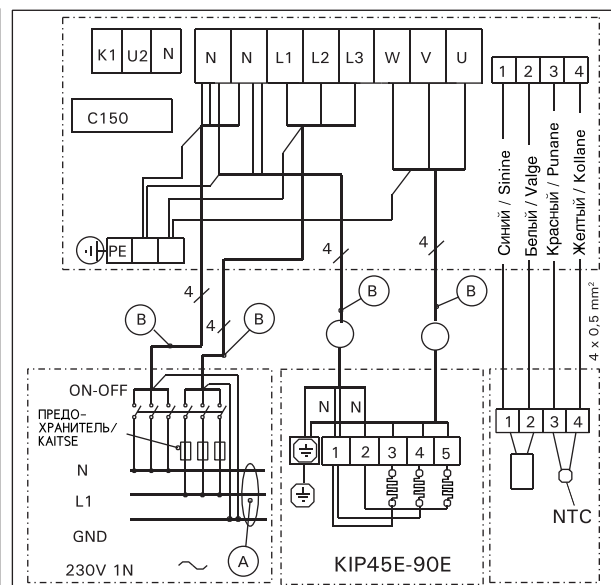 K1 U2 N
N N L1 L2 L3 W V U
1 2 3 4
C150
Синий / Sinine
Белый / Valge
Красный / Punane
Желтый / Kollane
PE
4
4
4
4
B
B
B
B
4 x 0,5 mm²
ON-OFF
ПРЕДО-
ХРАНИТЕЛЬ/
KAITSE
N
L1
GND
230V 1N
A
N N
1 2 3 4 5
KIP45E-90E
1 2 3 4
NTC